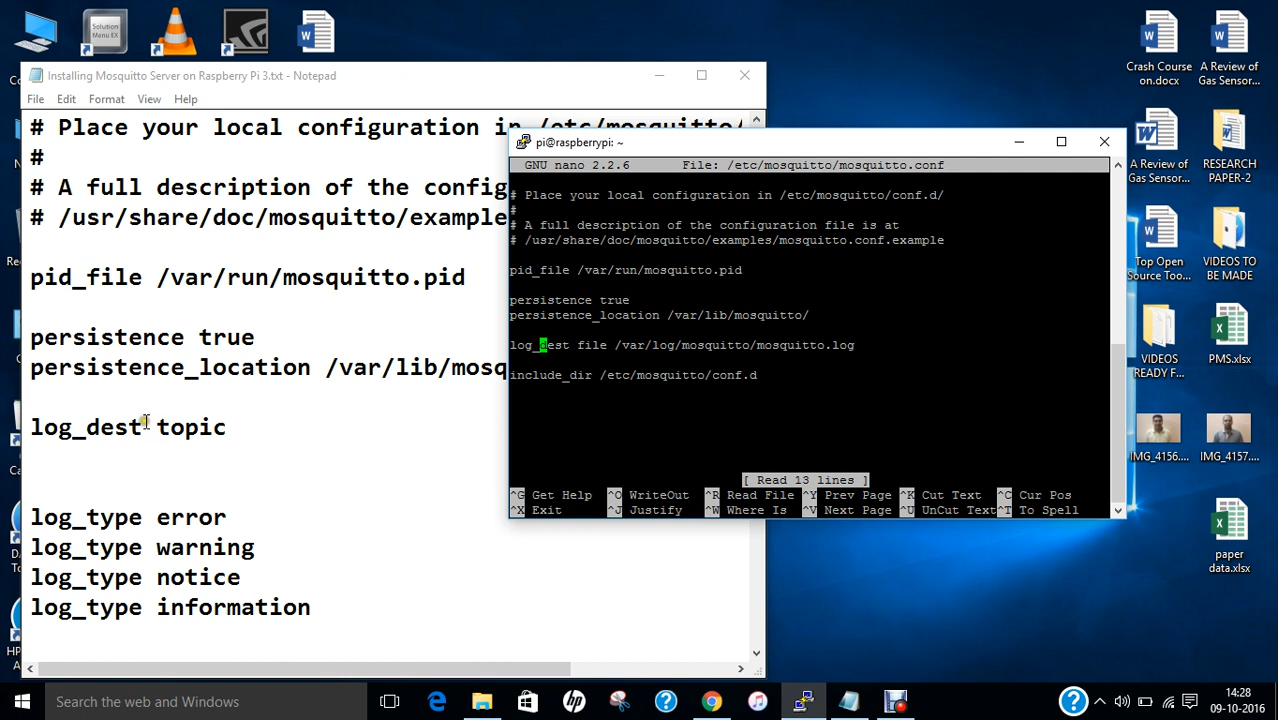 Solution
Menu EX
Crash Course
on.docx
A Review of
Gas Sensor...
Installing Mosquitto Server on Raspberry Pi 3.txt - Notepad
File Edit Format View Help
# Place your local configuration in /etc/mosquitto/
#
# A full description of the config
# /usr/share/doc/mosquitto/example
pid_file /var/run/mosquitto.pid
persistence true
persistence_location /var/lib/mosq
log_dest topic
log_type error
log_type warning
log_type notice
log_type information
pi@raspberrypi: ~
GNU nano 2.2.6 File: /etc/mosquitto/mosquitto.conf
# Place your local configuration in /etc/mosquitto/conf.d/
#
# A full description of the configuration file is at
# /usr/share/doc/mosquitto/examples/mosquitto.conf.example
pid_file /var/run/mosquitto.pid
persistence true
persistence_location /var/lib/mosquitto/
log_dest file /var/log/mosquitto/mosquitto.log
include_dir /etc/mosquitto/conf.d
[ Read 13 lines ]
^G Get Help ^O WriteOut ^R Read File ^Y Prev Page ^K Cut Text ^C Cur Pos
^X Exit ^J Justify ^W Where Is ^V Next Page ^U UnCut Text ^T To Spell
A Review of
Gas Sensor...
RESEARCH
PAPER-2
Top Open
Source Too...
VIDEOS TO
BE MADE
VIDEOS
READY F...
PMS.xlsx
IMG_4156....
IMG_4157....
paper
data.xlsx
Search the web and Windows
14:28
09-10-2016